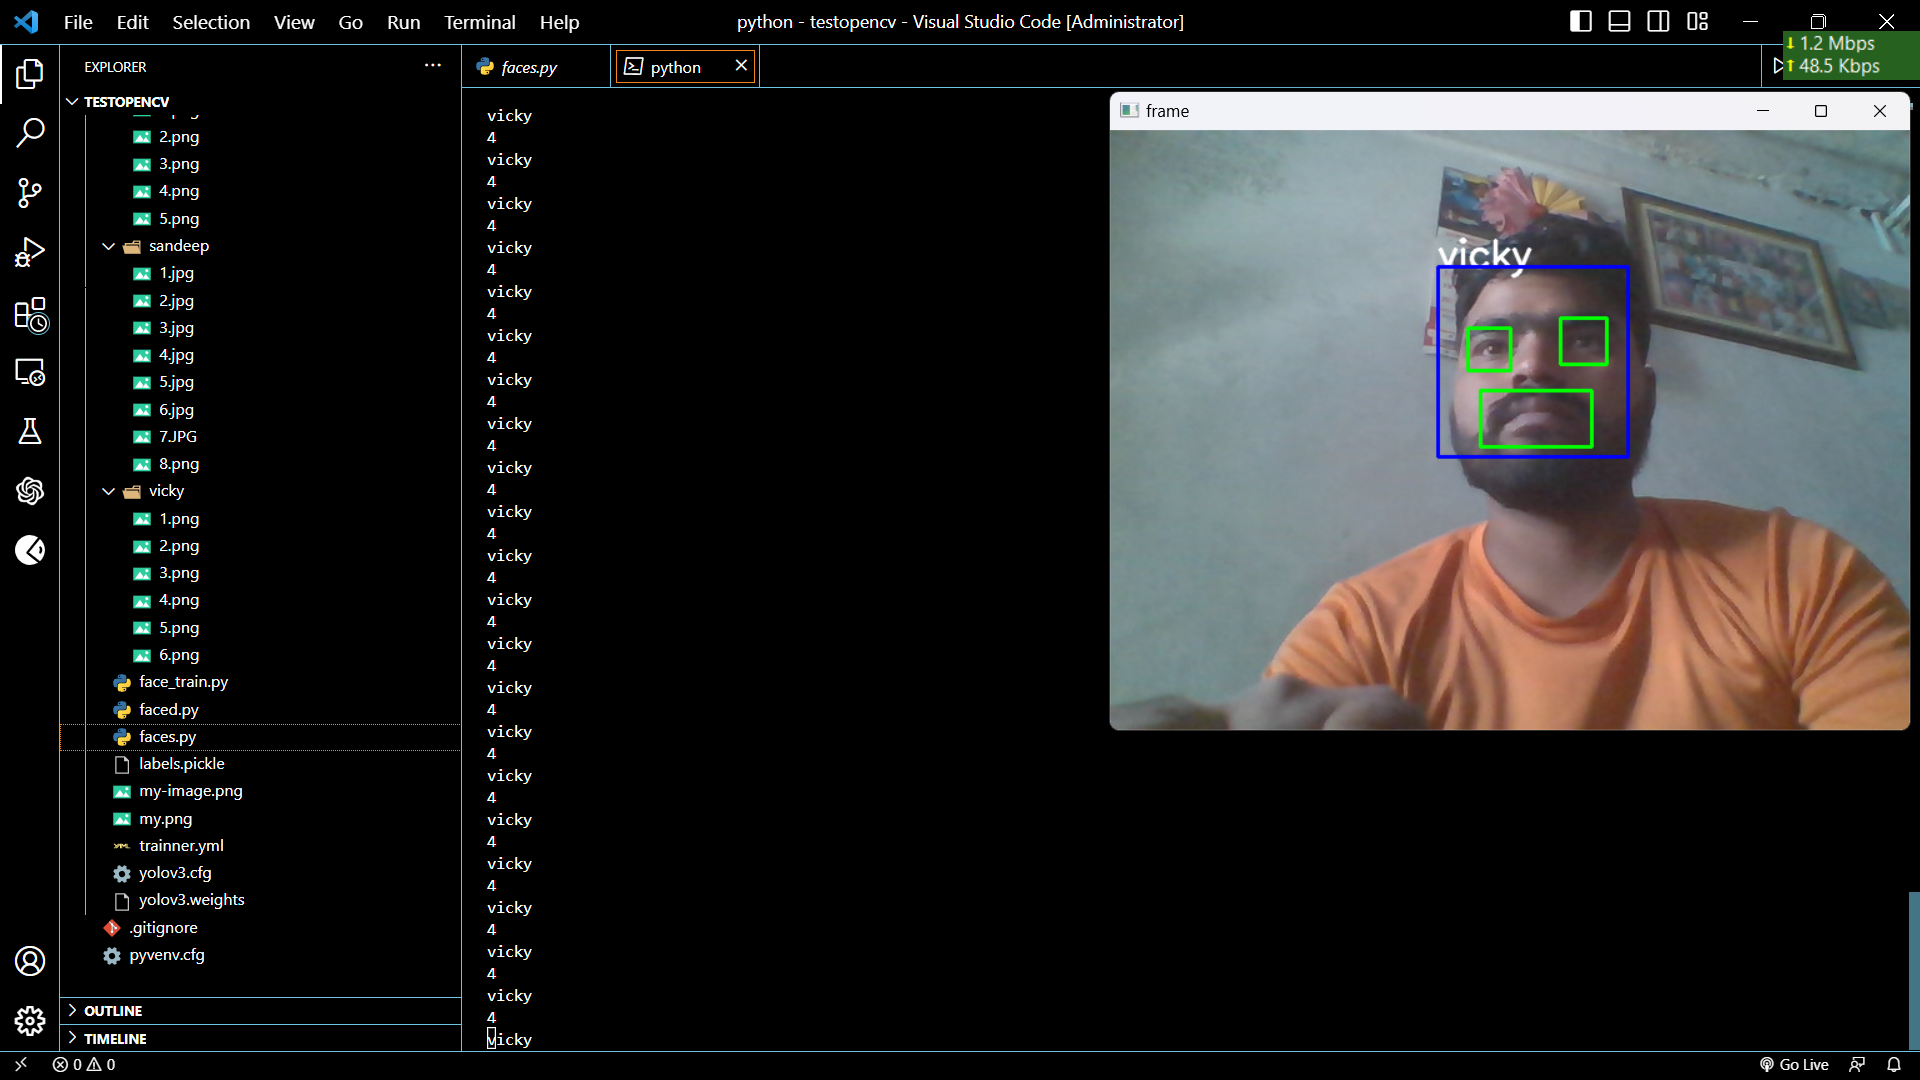 File Edit Selection View Go Run Terminal Help
python - testopencv - Visual Studio Code [Administrator]
1.2 Mbps
48.5 Kbps
EXPLORER
TESTOPENCV
2.png
3.png
4.png
5.png
sandeep
1.jpg
2.jpg
3.jpg
4.jpg
5.jpg
6.jpg
7.JPG
8.png
vicky
1.png
2.png
3.png
4.png
5.png
6.png
face_train.py
faced.py
faces.py
labels.pickle
my-image.png
my.png
trainner.yml
yolov3.cfg
yolov3.weights
.gitignore
pyvenv.cfg
OUTLINE
TIMELINE
faces.py
python
vicky
4
vicky
4
vicky
4
vicky
4
vicky
4
vicky
4
vicky
4
vicky
4
vicky
4
vicky
4
vicky
4
vicky
4
vicky
4
vicky
4
vicky
4
vicky
4
vicky
4
vicky
4
vicky
4
vicky
4
vicky
4
vicky
frame
vicky
0 0
Go Live